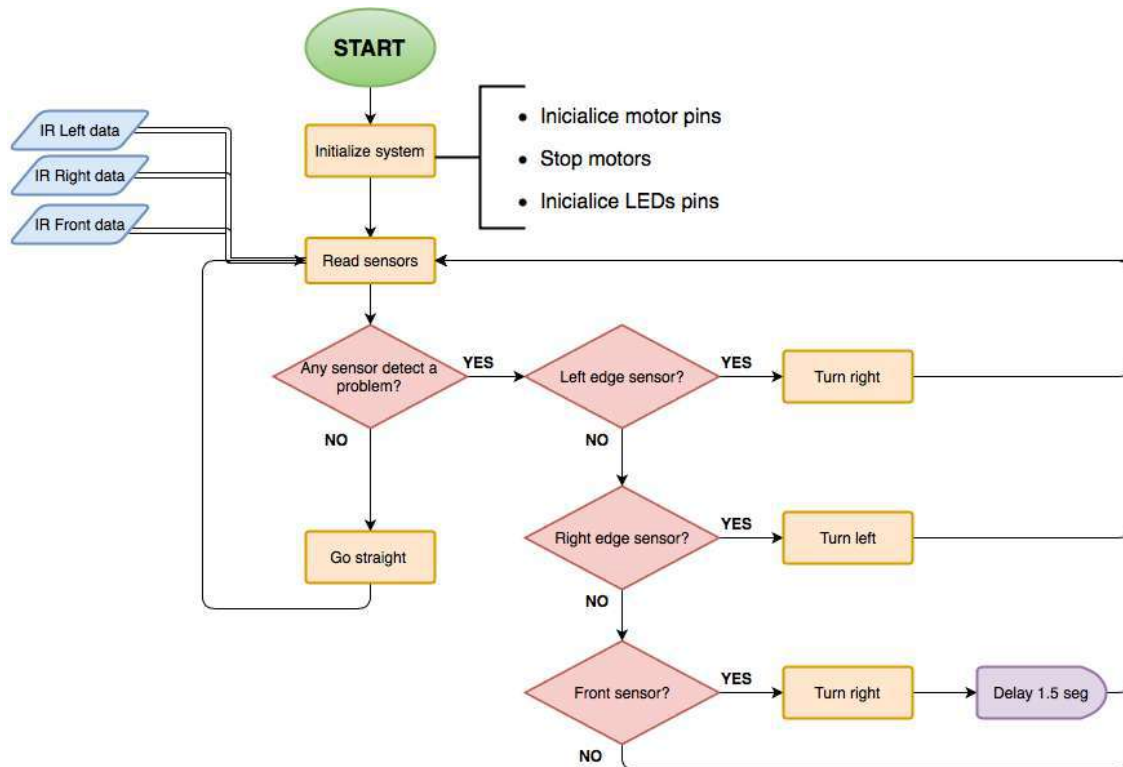 START
IR Left data
IR Right data
IR Front data
Initialize system
• Inicialice motor pins
• Stop motors
• Inicialice LEDs pins
Read sensors
Any sensor detect a
problem?
YES
Left edge sensor?
YES
Turn right
NO
NO
Right edge sensor?
YES
Turn left
Go straight
NO
Front sensor?
YES
Turn right
Delay 1.5 seg
NO